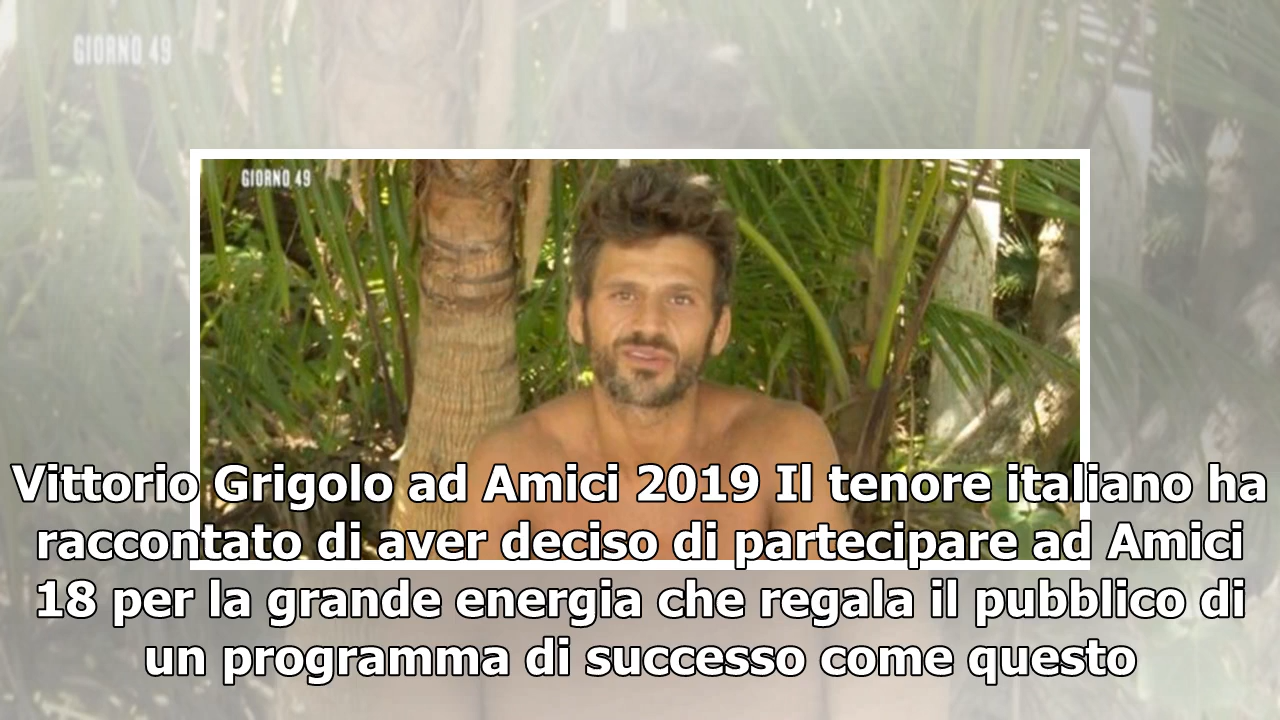 GIORNO 49
GIORNO 49
Vittorio Grigolo ad Amici 2019 Il tenore italiano ha
raccontato di aver deciso di partecipare ad Amici
18 per la grande energia che regala il pubblico di
un programma di successo come questo